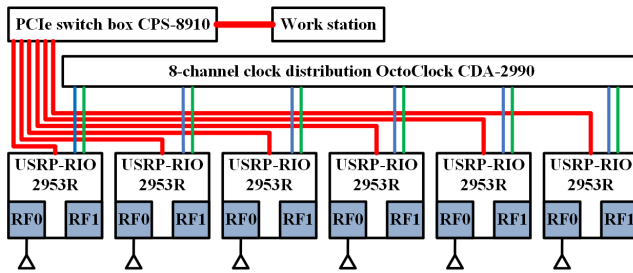 PCIe switch box CPS-8910
Work station
8-channel clock distribution OctoClock CDA-2990
USRP-RIO
2953R
RF0
RF1
USRP-RIO
2953R
RF0
RF1
USRP-RIO
2953R
RF0
RF1
USRP-RIO
2953R
RF0
RF1
USRP-RIO
2953R
RF0
RF1
USRP-RIO
2953R
RF0
RF1